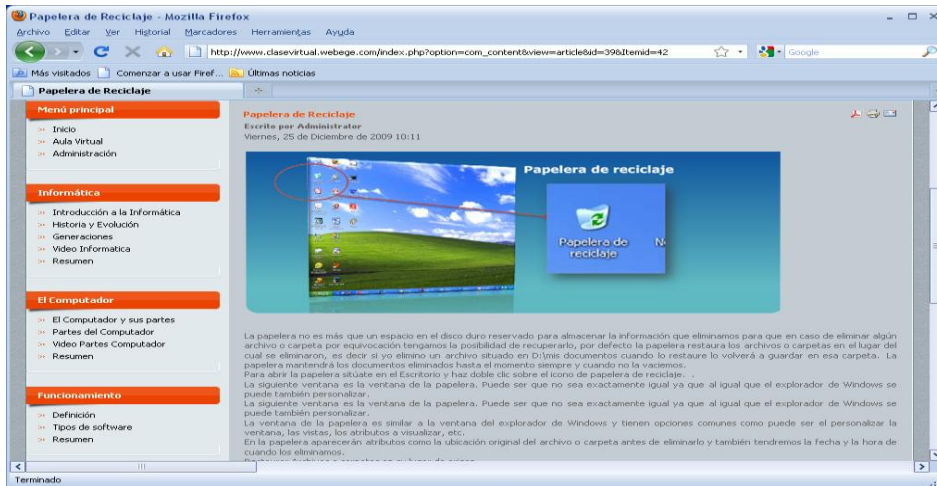 Papelera de Reciclaje - Mozilla Firefox
Archivo Editar Ver Historial Marcadores Herramientas Ayuda
http://www.clasevirtual.webege.com/index.php?option=com_content&view=article&id=39&Itemid=42
Google
Más visitados Comenzar a usar Firef... Últimas noticias
Papelera de Reciclaje
Menú principal
Inicio
Aula Virtual
Administración
Informática
Introducción a la Informática
Historia y Evolución
Generaciones
Video Informatica
Resumen
El Computador
El Computador y sus partes
Partes del Computador
Video Partes Computador
Resumen
Funcionamiento
Definición
Tipos de software
Resumen
Papelera de Reciclaje
Escrito por Administrator
Viernes, 25 de Diciembre de 2009 10:11
Papelera de reciclaje
Papelera de
reciclaje
La papelera no es más que un espacio en el disco duro reservado para almacenar la información que eliminamos para que en caso de eliminar algún
archivo o carpeta por equivocación tengamos la posibilidad de recuperarlo, por defecto la papelera restaura los archivos o carpetas en el lugar del
cual se eliminaron, es decir si yo elimino un archivo situado en D:\mis documentos cuando lo restaure lo volverá a guardar en esa carpeta. La
papelera mantendrá los documentos eliminados hasta el momento siempre y cuando no la vaciemos.
Para abrir la papelera sitúate en el Escritorio y haz doble clic sobre el icono de papelera de reciclaje. .
La siguiente ventana es la ventana de la papelera. Puede ser que no sea exactamente igual ya que al igual que el explorador de Windows se
puede también personalizar.
La siguiente ventana es la ventana de la papelera. Puede ser que no sea exactamente igual ya que al igual que el explorador de Windows se
puede también personalizar.
La ventana de la papelera es similar a la ventana del explorador de Windows y tienen opciones comunes como puede ser el personalizar la
ventana, las vistas, los atributos a visualizar, etc.
En la papelera aparecerán atributos como la ubicación original del archivo o carpeta antes de eliminarlo y también tendremos la fecha y la hora de
cuando los eliminamos.
Terminado